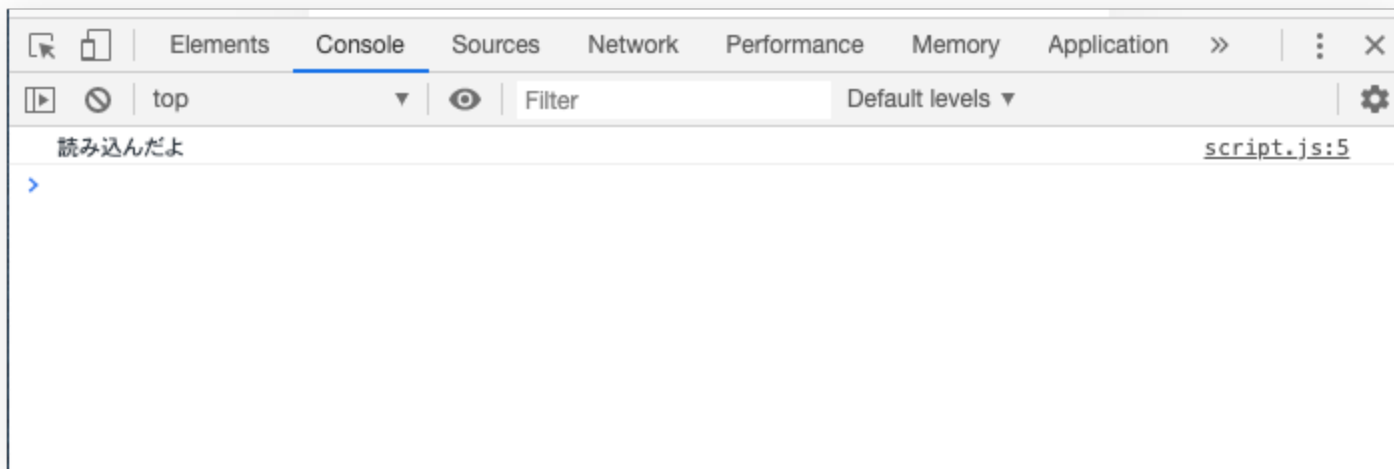 Elements Console Sources Network Performance Memory Application »
top ▼ Filter Default levels ▼
読み込んだよ script.js:5
>